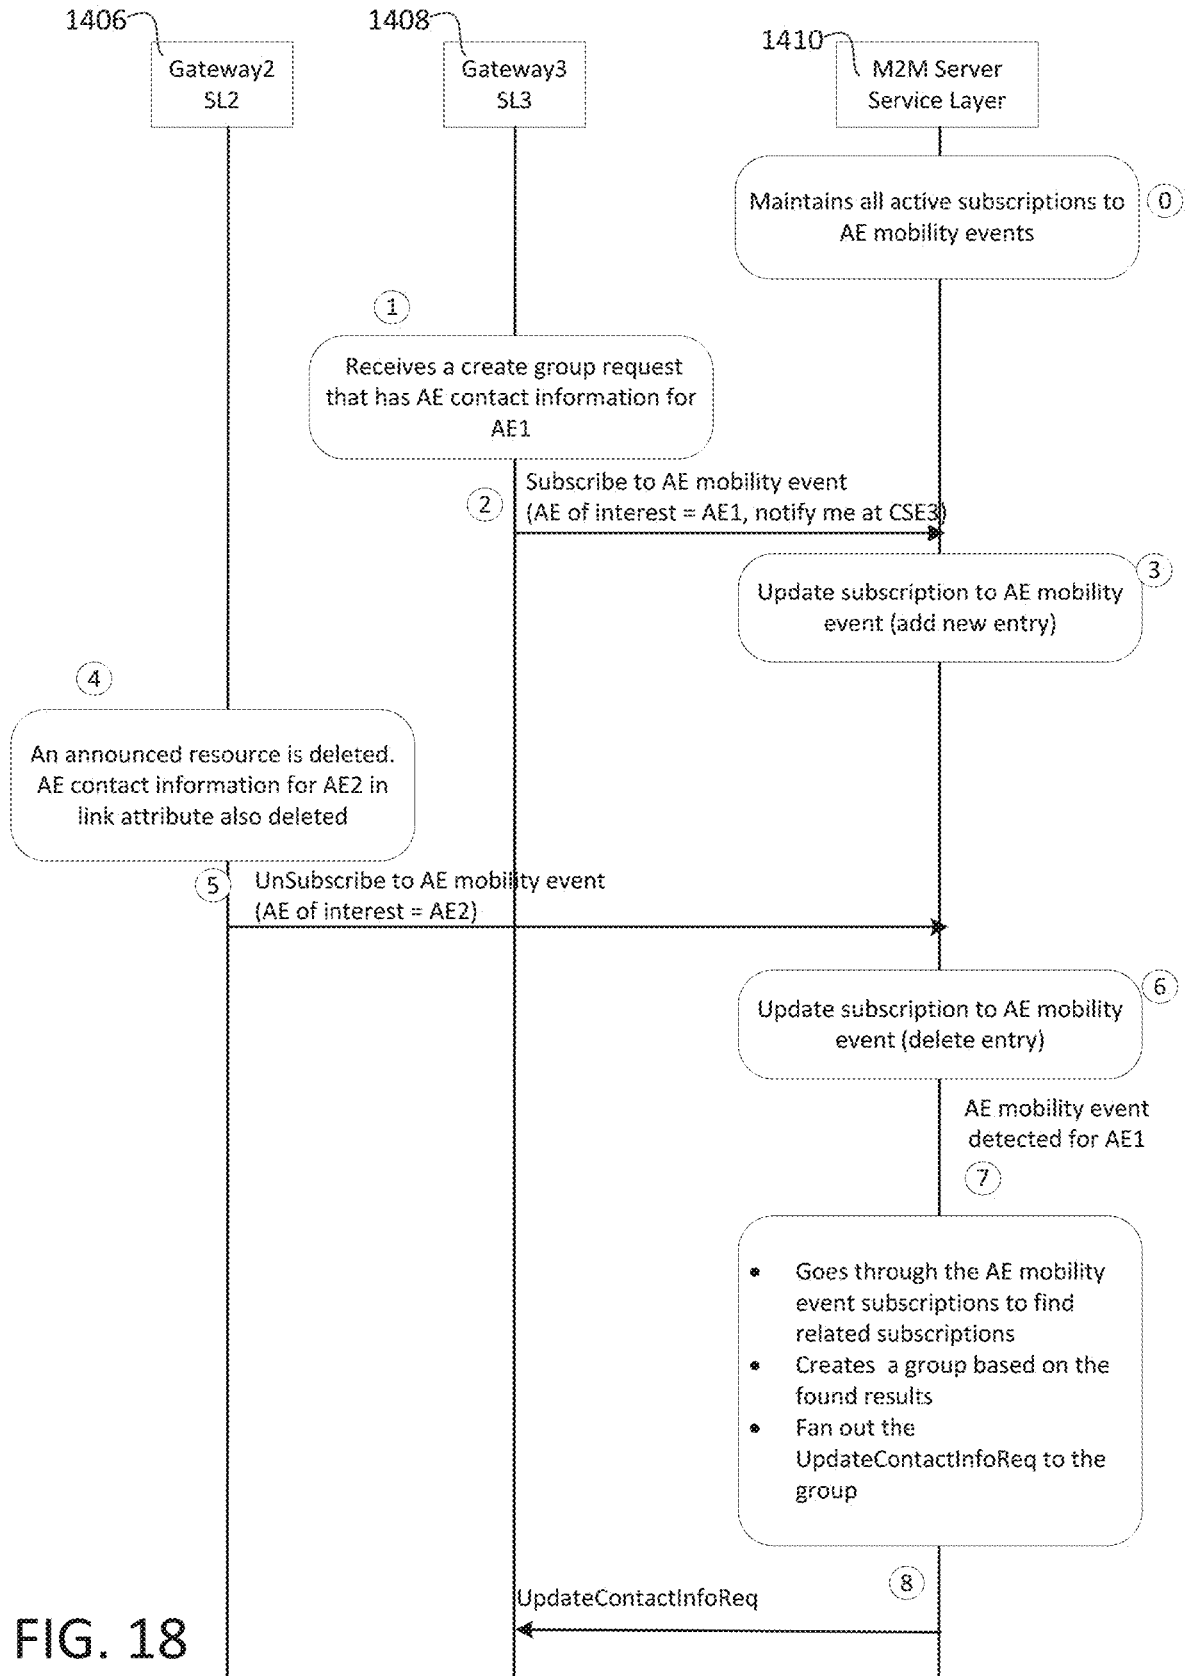 1406
1408
1410
Gateway2
SL2
Gateway3
SL3
M2M Server
Service Layer
Maintains all active subscriptions to
AE mobility events
0
1
Receives a create group request
that has AE contact information for
AE1
2
Subscribe to AE mobility event
(AE of interest = AE1, notify me at CSE3)
3
Update subscription to AE mobility
event (add new entry)
4
An announced resource is deleted.
AE contact information for AE2 in
link attribute also deleted
5
UnSubscribe to AE mobility event
(AE of interest = AE2)
6
Update subscription to AE mobility
event (delete entry)
AE mobility event
detected for AE1
7
• Goes through the AE mobility
event subscriptions to find
related subscriptions
• Creates a group based on the
found results
• Fan out the
UpdateContactInfoReq to the
group
8
UpdateContactInfoReq
FIG. 18